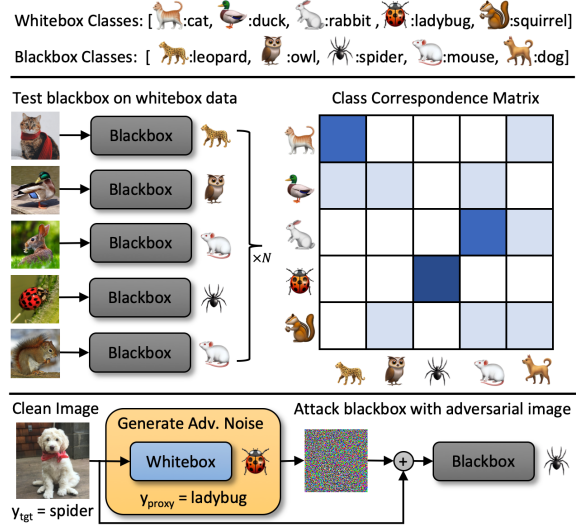 Whitebox Classes: [ :cat, :duck, :rabbit , :ladybug, :squirrel]
Blackbox Classes: [ :leopard, :owl, :spider, :mouse, :dog]
Test blackbox on whitebox data
Class Correspondence Matrix
Blackbox
Blackbox
Blackbox
×N
Blackbox
Blackbox
Clean Image
Generate Adv. Noise
Attack blackbox with adversarial image
Whitebox
Blackbox
+
y_proxy = ladybug
y_tgt = spider